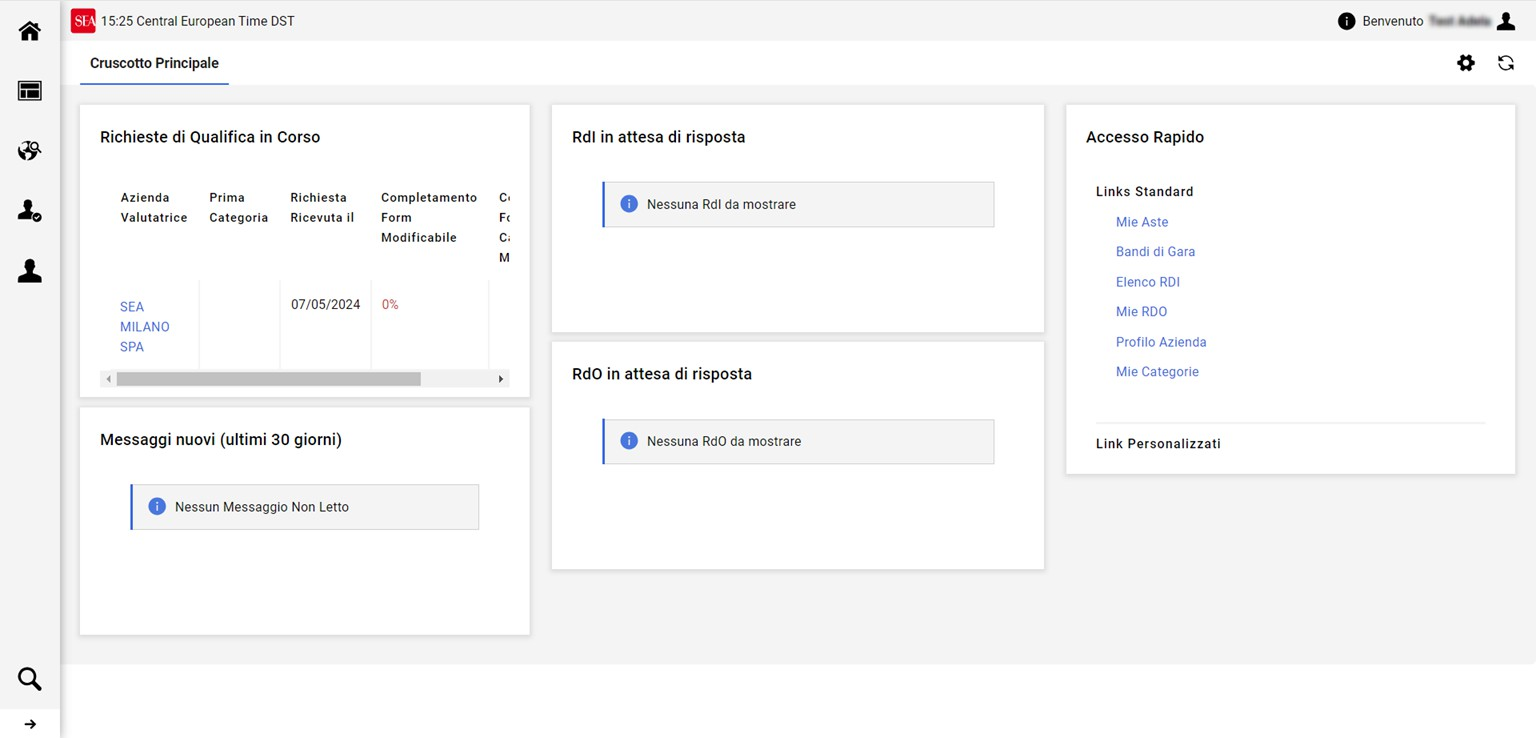 SEA 15:25 Central European Time DST
Benvenuto
Cruscotto Principale
Richieste di Qualifica in Corso
Azienda Valutatrice
Prima Categoria
Richiesta Ricevuta il
Completamento Form Modificabile
SEA MILANO SPA
07/05/2024
0%
Messaggi nuovi (ultimi 30 giorni)
Nessun Messaggio Non Letto
RdI in attesa di risposta
Nessuna RdI da mostrare
RdO in attesa di risposta
Nessuna RdO da mostrare
Accesso Rapido
Links Standard
Mie Aste
Bandi di Gara
Elenco RDI
Mie RDO
Profilo Azienda
Mie Categorie
Link Personalizzati